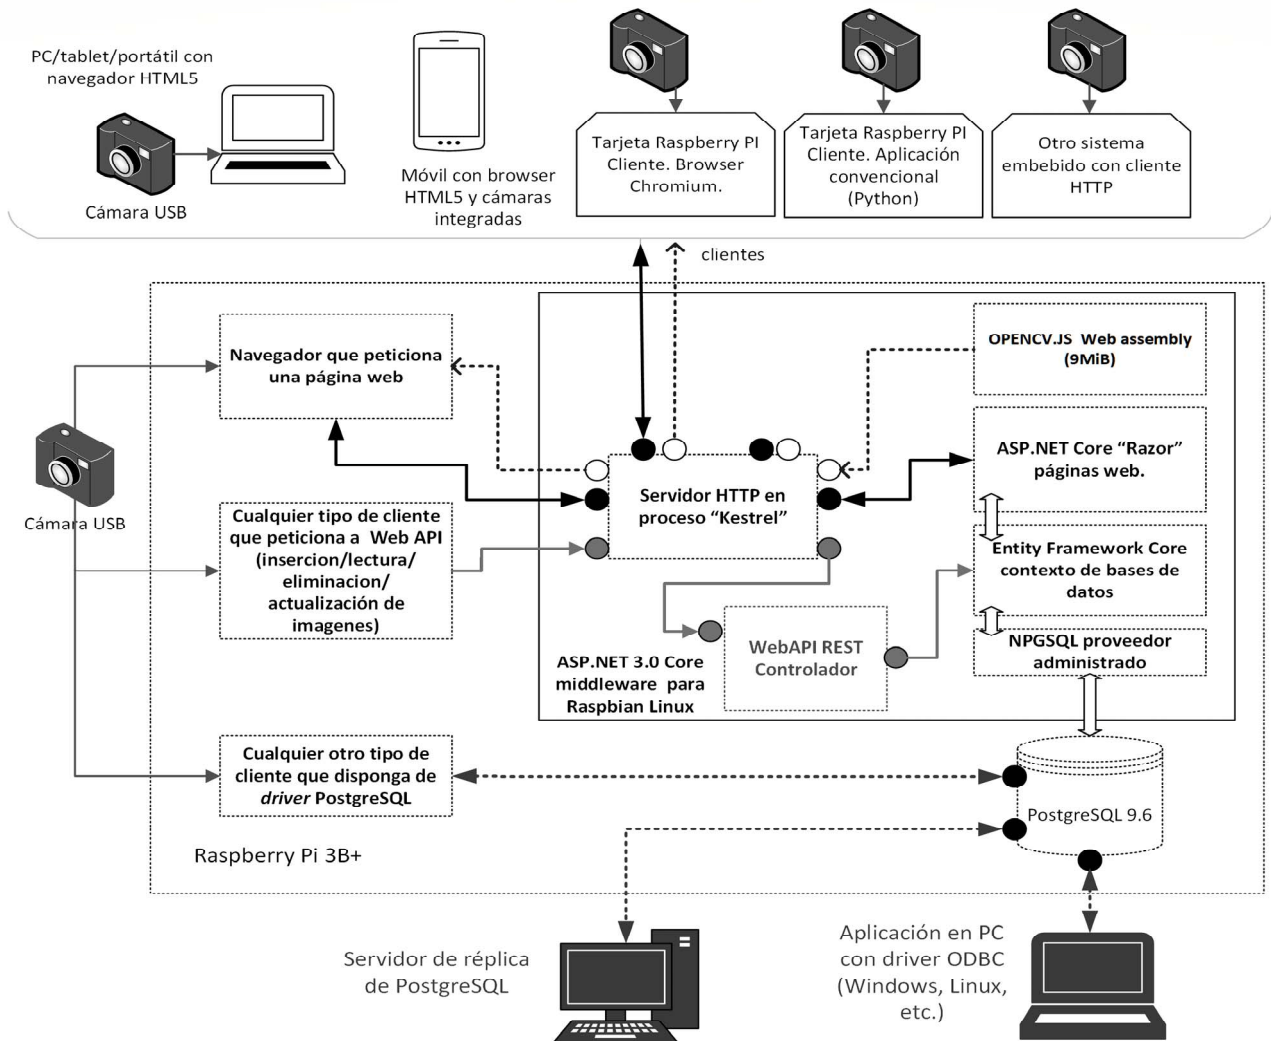 PC/tablet/portátil con
navegador HTML5
Cámara USB
Móvil con browser
HTML5 y cámaras
integradas
Tarjeta Raspberry PI
Cliente. Browser
Chromium.
Tarjeta Raspberry PI
Cliente. Aplicación
convencional
(Python)
Otro sistema
embebido con cliente
HTTP
clientes
Navegador que peticiona
una página web
OPENCV.JS Web assembly
(9MiB)
ASP.NET Core “Razor”
páginas web.
Servidor HTTP en
proceso “Kestrel”
Cámara USB
Cualquier tipo de cliente
que peticiona a Web API
(insercion/lectura/
eliminacion/
actualización de
imagenes)
Entity Framework Core
contexto de bases de
datos
WebAPI REST
Controlador
NPGSQL proveedor
administrado
ASP.NET 3.0 Core
middleware para
Raspbian Linux
Cualquier otro tipo de
cliente que disponga de
driver PostgreSQL
PostgreSQL 9.6
Raspberry Pi 3B+
Servidor de réplica
de PostgreSQL
Aplicación en PC
con driver ODBC
(Windows, Linux,
etc.)